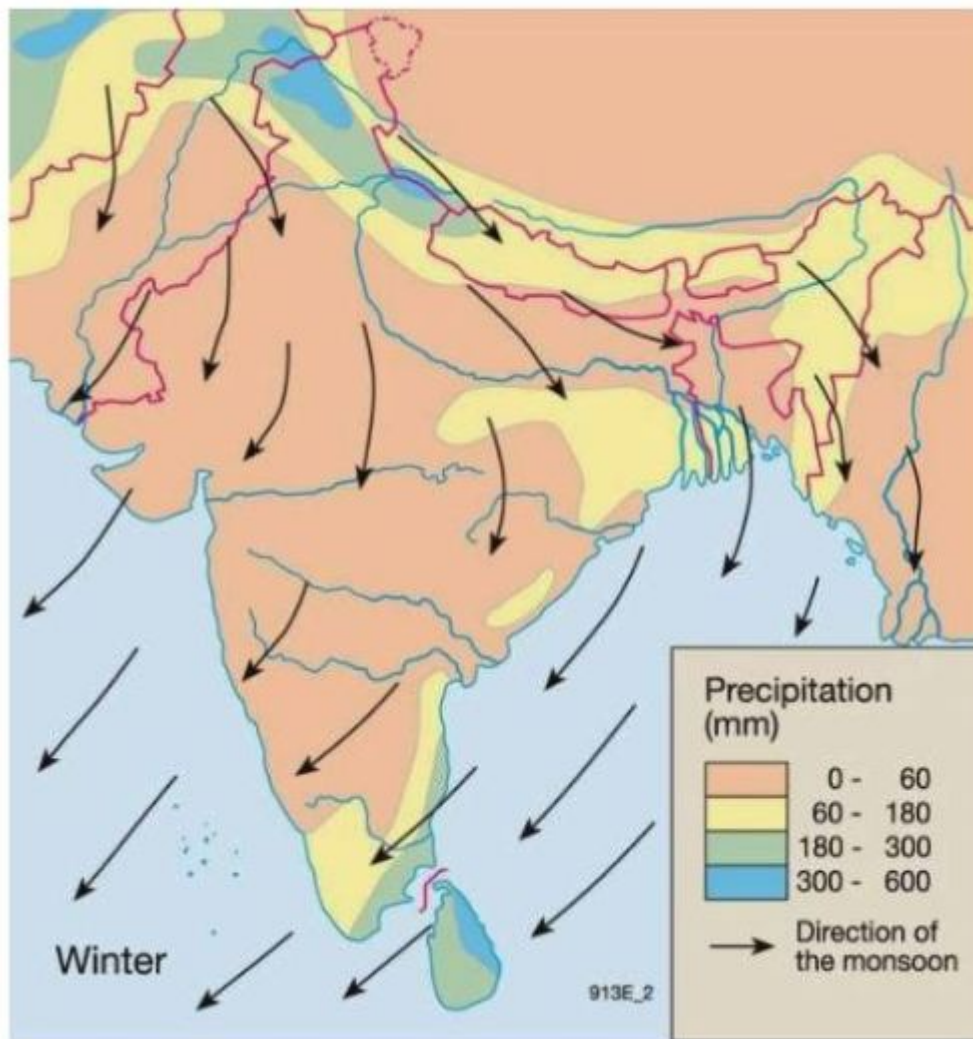 Winter
913E_2
Precipitation
(mm)
0 - 60
60 - 180
180 - 300
300 - 600
Direction of
the monsoon